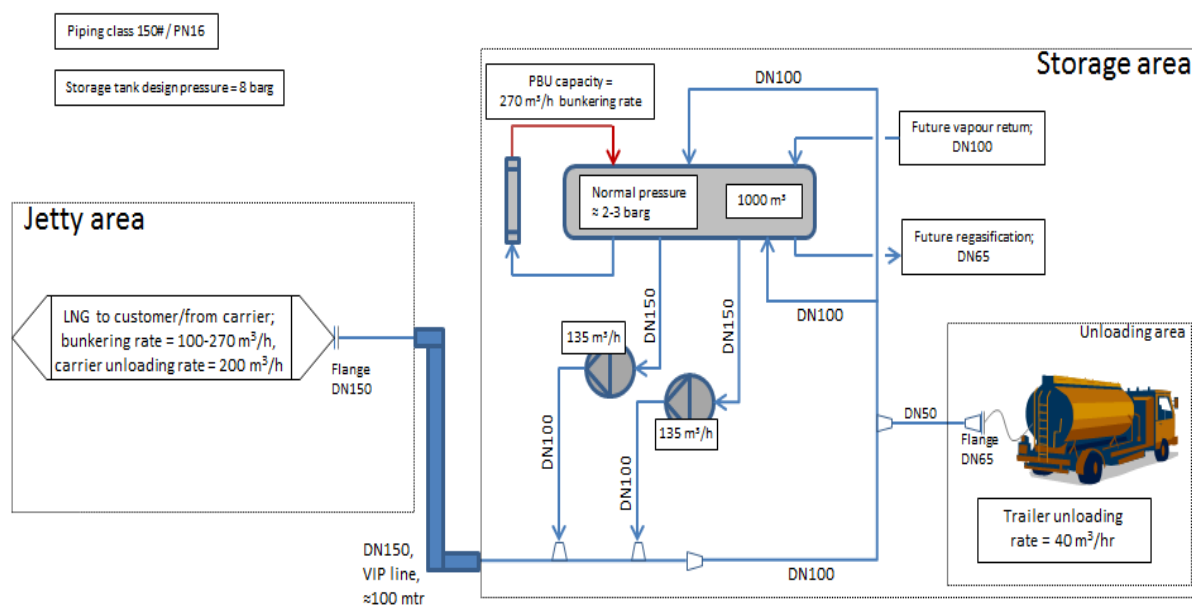 Piping class 150# / PN16
Storage tank design pressure = 8 barg
Storage area
DN100
PBU capacity =
270 m³/h bunkering rate
Future vapour return;
DN100
Normal pressure
≈ 2-3 barg
1000 m³
Future regasification;
DN65
Jetty area
LNG to customer/from carrier;
bunkering rate = 100-270 m³/h,
carrier unloading rate = 200 m³/h
Flange
DN150
DN150
DN150
DN100
135 m³/h
135 m³/h
DN100
DN100
Unloading area
DN50
Flange
DN65
Trailer unloading
rate = 40 m³/hr
DN150,
VIP line,
≈100 mtr
DN100